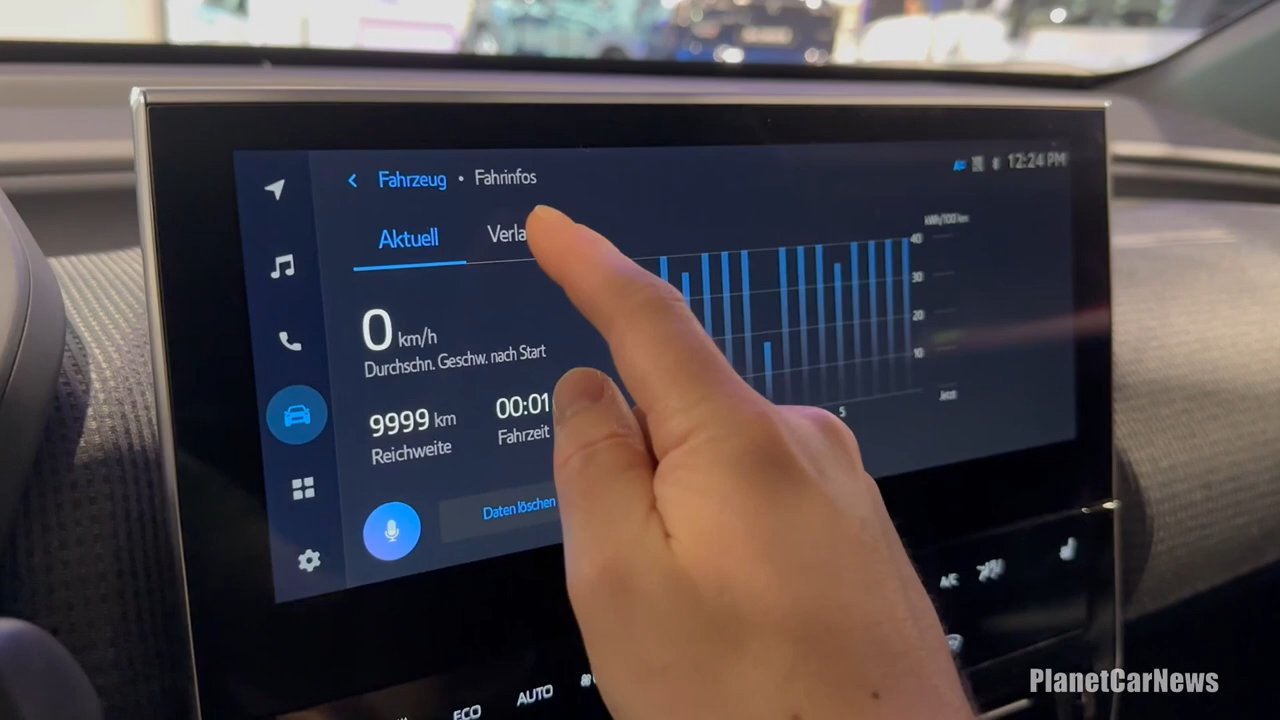 Fahrzeug • Fahrinfos
12:24 PM
Aktuell
Verla
kWh/100 km
40
30
20
10
5
Jetzt
0 km/h
Durchschn. Geschw. nach Start
9999 km
Reichweite
00:01
Fahrzeit
Daten löschen
A/C
AUTO
ECO
PlanetCarNews